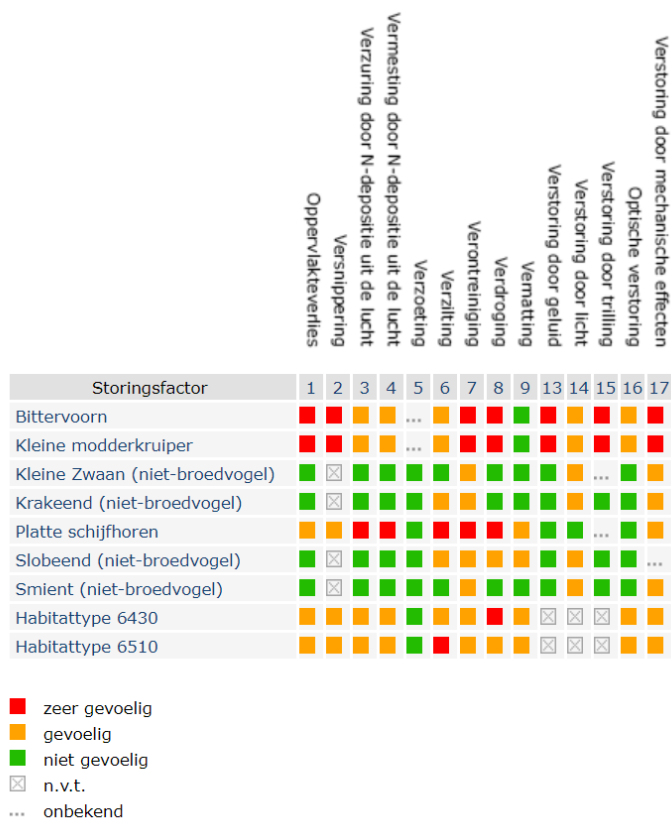 Oppervlakteverlies
Versnippering
Verzuring door N-depositie uit de lucht
Vermesting door N-depositie uit de lucht
Verzoeting
Verzilting
Verontreiniging
Verdroging
Vernatting
Verstoring door geluid
Verstoring door licht
Verstoring door trilling
Optische verstoring
Verstoring door mechanische effecten
Storingsfactor 1 2 3 4 5 6 7 8 9 13 14 15 16 17
Bittervoorn ...
Kleine modderkruiper ...
Kleine Zwaan (niet-broedvogel) ...
Krakeend (niet-broedvogel)
Platte schijfhoren ...
Slobeend (niet-broedvogel) ...
Smient (niet-broedvogel)
Habitattype 6430
Habitattype 6510
zeer gevoelig
gevoelig
niet gevoelig
n.v.t.
... onbekend